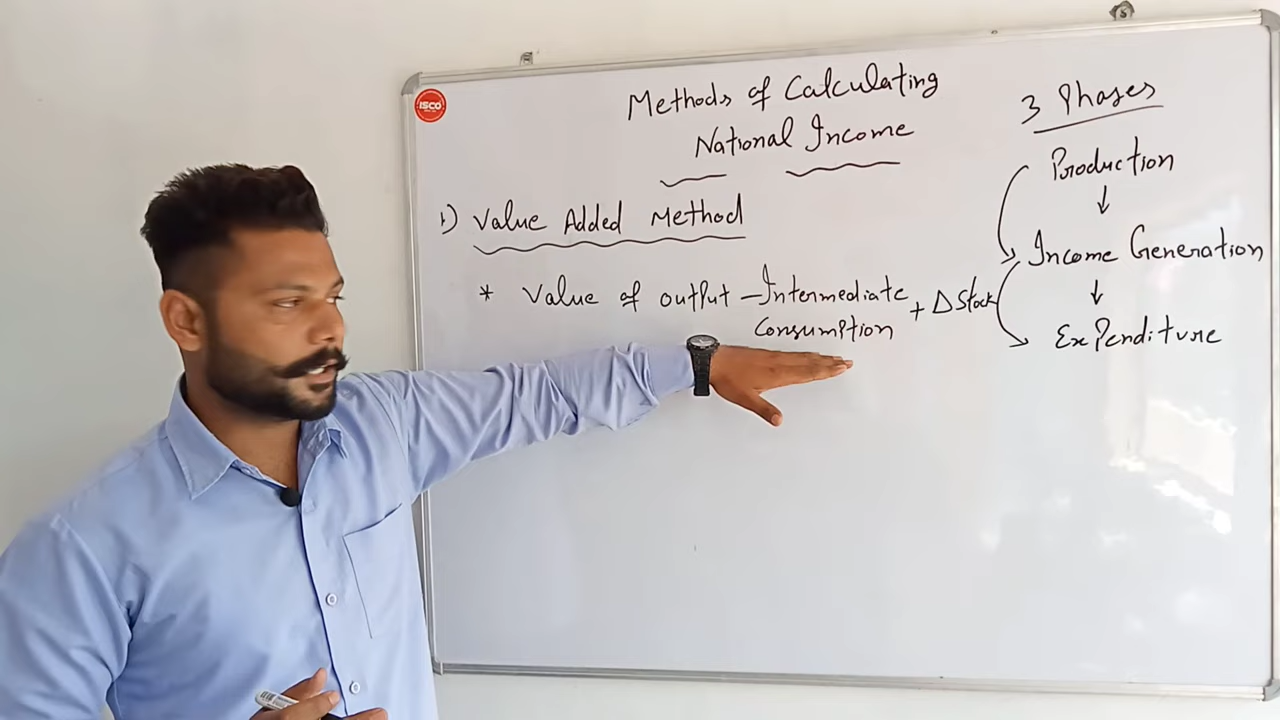 ISCO
Methods of Calculating
National Income
1) Value Added Method
* Value of output - Intermediate Consumption + Δ Stock
3 Phases
Production
↓
Income Generation
↓
Expenditure